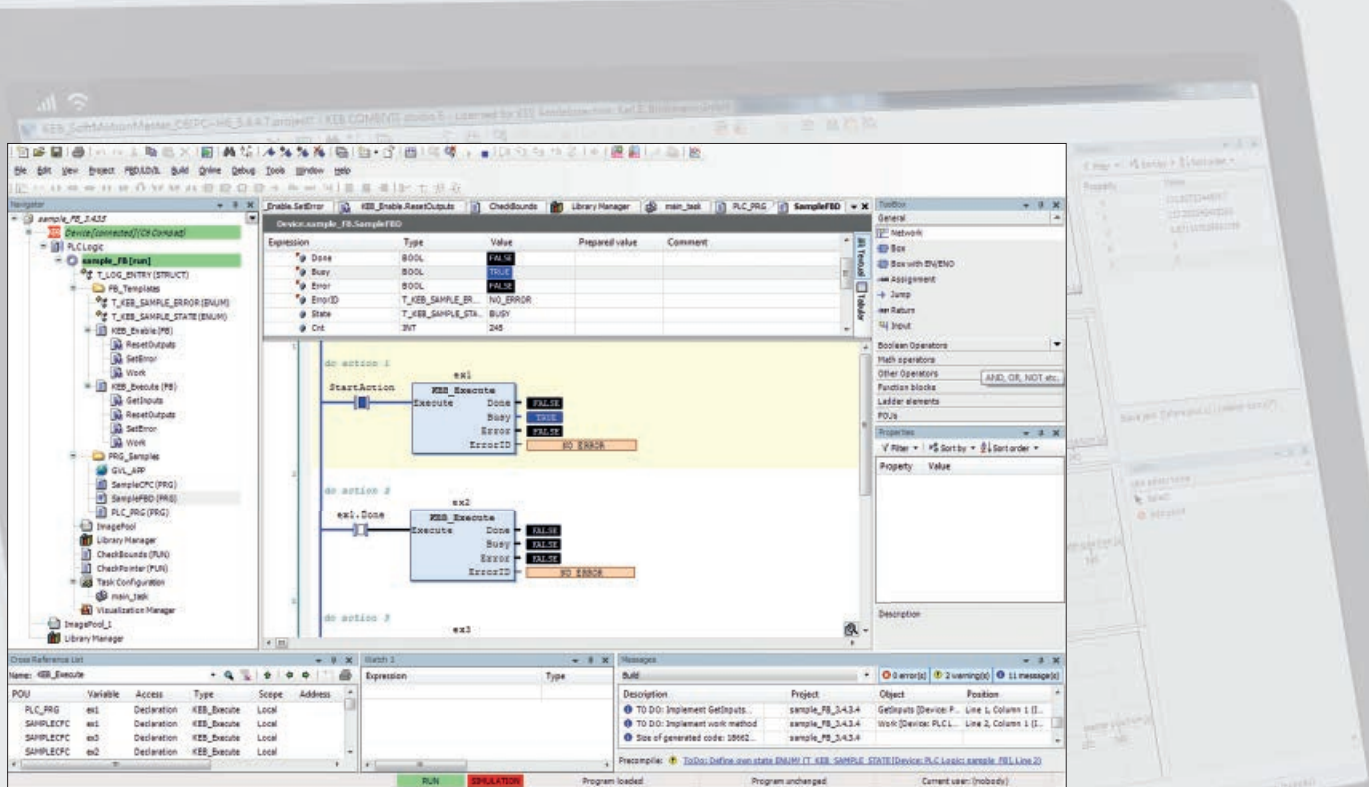 File Edit View Project FBD/LD/IL Build Online Debug Tools Window Help
Navigator
sample_FB_3.4.3.5
Device [connected] (C6 Compact)
PLC Logic
sample_FB [run]
T_LOG_ENTRY (STRUCT)
FB_Templates
T_KEB_SAMPLE_ERROR (ENUM)
T_KEB_SAMPLE_STATE (ENUM)
KEB_Enable (FB)
ResetOutputs
SetError
Work
KEB_Execute (FB)
GetInputs
ResetOutputs
SetError
Work
PRG_Samples
GVL_APP
SampleCFC (PRG)
SampleFBD (PRG)
PLC_PRG (PRG)
ImagePool
Library Manager
CheckBounds (FUN)
CheckPointer (FUN)
Task Configuration
main_task
Visualization Manager
ImagePool_1
Library Manager
_Enable.SetError KEB_Enable.ResetOutputs CheckBounds Library Manager main_task PLC_PRG SampleFBD
Device.sample_FB.SampleFBD
Expression Type Value Prepared value Comment
Done BOOL FALSE
Busy BOOL TRUE
Error BOOL FALSE
ErrorID T_KEB_SAMPLE_ER... NO_ERROR
State T_KEB_SAMPLE_STA... BUSY
Cnt INT 245
Textual
Tabular
1
do action 1
ex1
StartAction KEB_Execute
Execute Done FALSE
Busy TRUE
Error FALSE
ErrorID NO ERROR
2
do action 2
ex2
ex1.Done KEB_Execute
Execute Done FALSE
Busy FALSE
Error FALSE
ErrorID NO ERROR
3
do action 3
ex3
ToolBox
General
Network
Box
Box with EN/ENO
Assignment
Jump
Return
Input
Boolean Operators
Math operators
Other Operators
AND, OR, NOT etc.
Function blocks
Ladder elements
POUs
Properties
Filter Sort by Sort order
Property Value
Description
Cross Reference List
Name: KEB_Execute
POU Variable Access Type Scope Address
PLC_PRG ex1 Declaration KEB_Execute Local
SAMPLECFC ex1 Declaration KEB_Execute Local
SAMPLECFC ex3 Declaration KEB_Execute Local
SAMPLECFC ex2 Declaration KEB_Execute Local
Watch 1
Expression Type
Messages
Build 0 error(s) 2 warning(s) 11 message(s)
Description Project Object Position
TO DO: Implement GetInputs... sample_FB_3.4.3.4 GetInputs [Device: P... Line 1, Column 1 (I...
TO DO: Implement work method sample_FB_3.4.3.4 Work [Device: PLC L... Line 2, Column 1 (I...
Size of generated code: 18662... sample_FB_3.4.3.4
Precompile: ToDo: Define own state ENUM! (T_KEB_SAMPLE_STATE [Device: PLC Logic: sample_FB], Line 2)
RUN SIMULATION Program loaded Program unchanged Current user: (nobody)